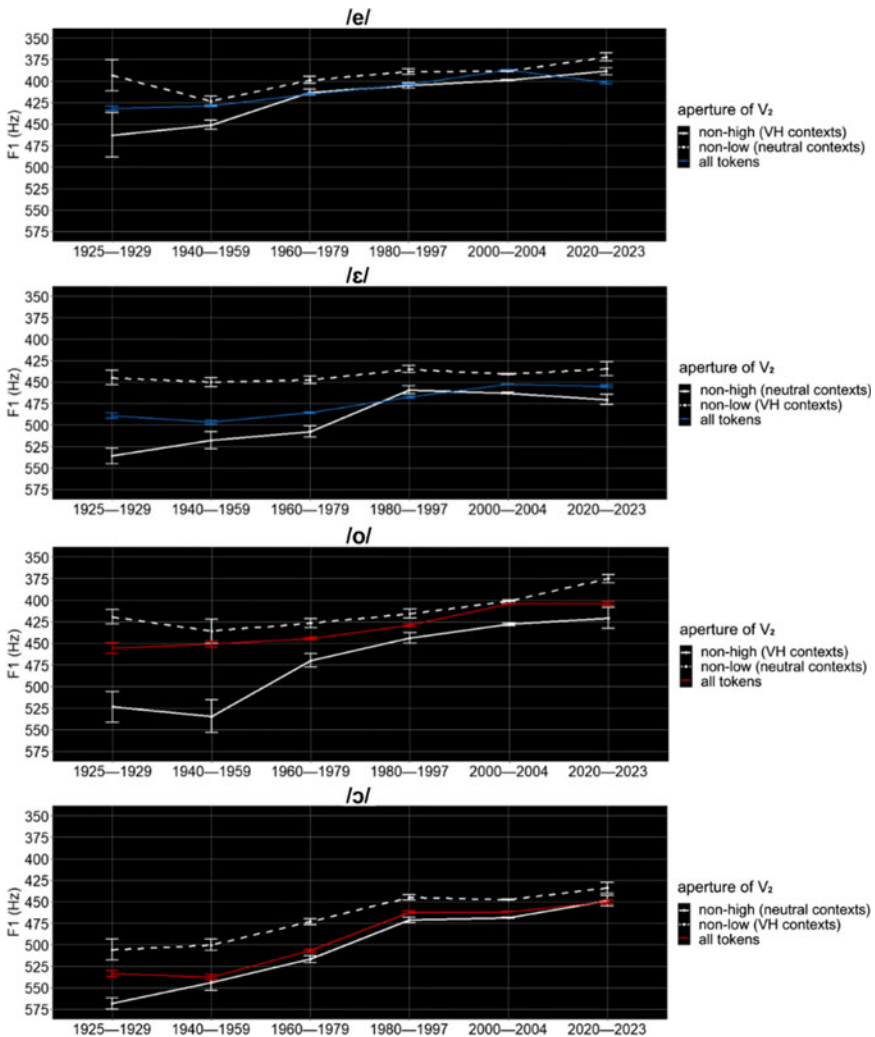 /e/
350
375
400
425
450
475
500
525
550
575
F1 (Hz)
1925—1929 1940—1959 1960—1979 1980—1997 2000—2004 2020—2023
aperture of V₂
non-high (VH contexts)
non-low (neutral contexts)
all tokens
/ɛ/
350
375
400
425
450
475
500
525
550
575
F1 (Hz)
1925—1929 1940—1959 1960—1979 1980—1997 2000—2004 2020—2023
aperture of V₂
non-high (neutral contexts)
non-low (VH contexts)
all tokens
/o/
350
375
400
425
450
475
500
525
550
575
F1 (Hz)
1925—1929 1940—1959 1960—1979 1980—1997 2000—2004 2020—2023
aperture of V₂
non-high (VH contexts)
non-low (neutral contexts)
all tokens
/ɔ/
350
375
400
425
450
475
500
525
550
575
F1 (Hz)
1925—1929 1940—1959 1960—1979 1980—1997 2000—2004 2020—2023
aperture of V₂
non-high (neutral contexts)
non-low (VH contexts)
all tokens